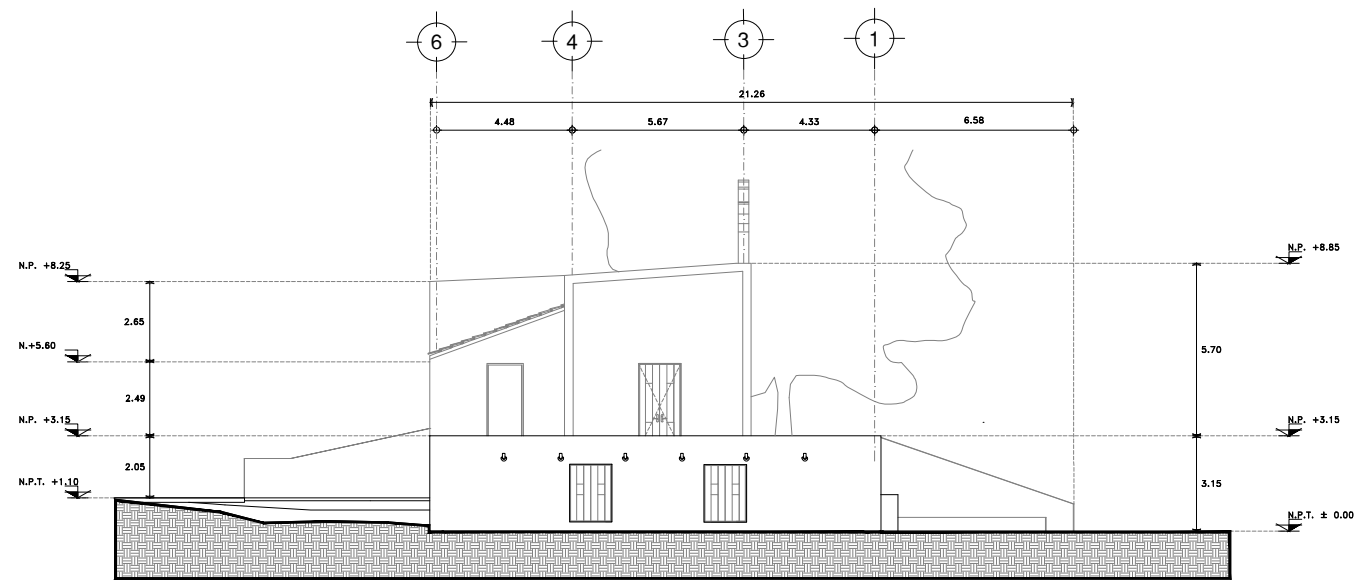 6 4 3 1
21.26
4.48 5.67 4.33 6.58
N.P. +8.85
N.P. +8.25
2.65
N.+5.60
5.70
2.49
N.P. +3.15
N.P. +3.15
2.05
N.P.T. +1.10
3.15
N.P.T. ± 0.00